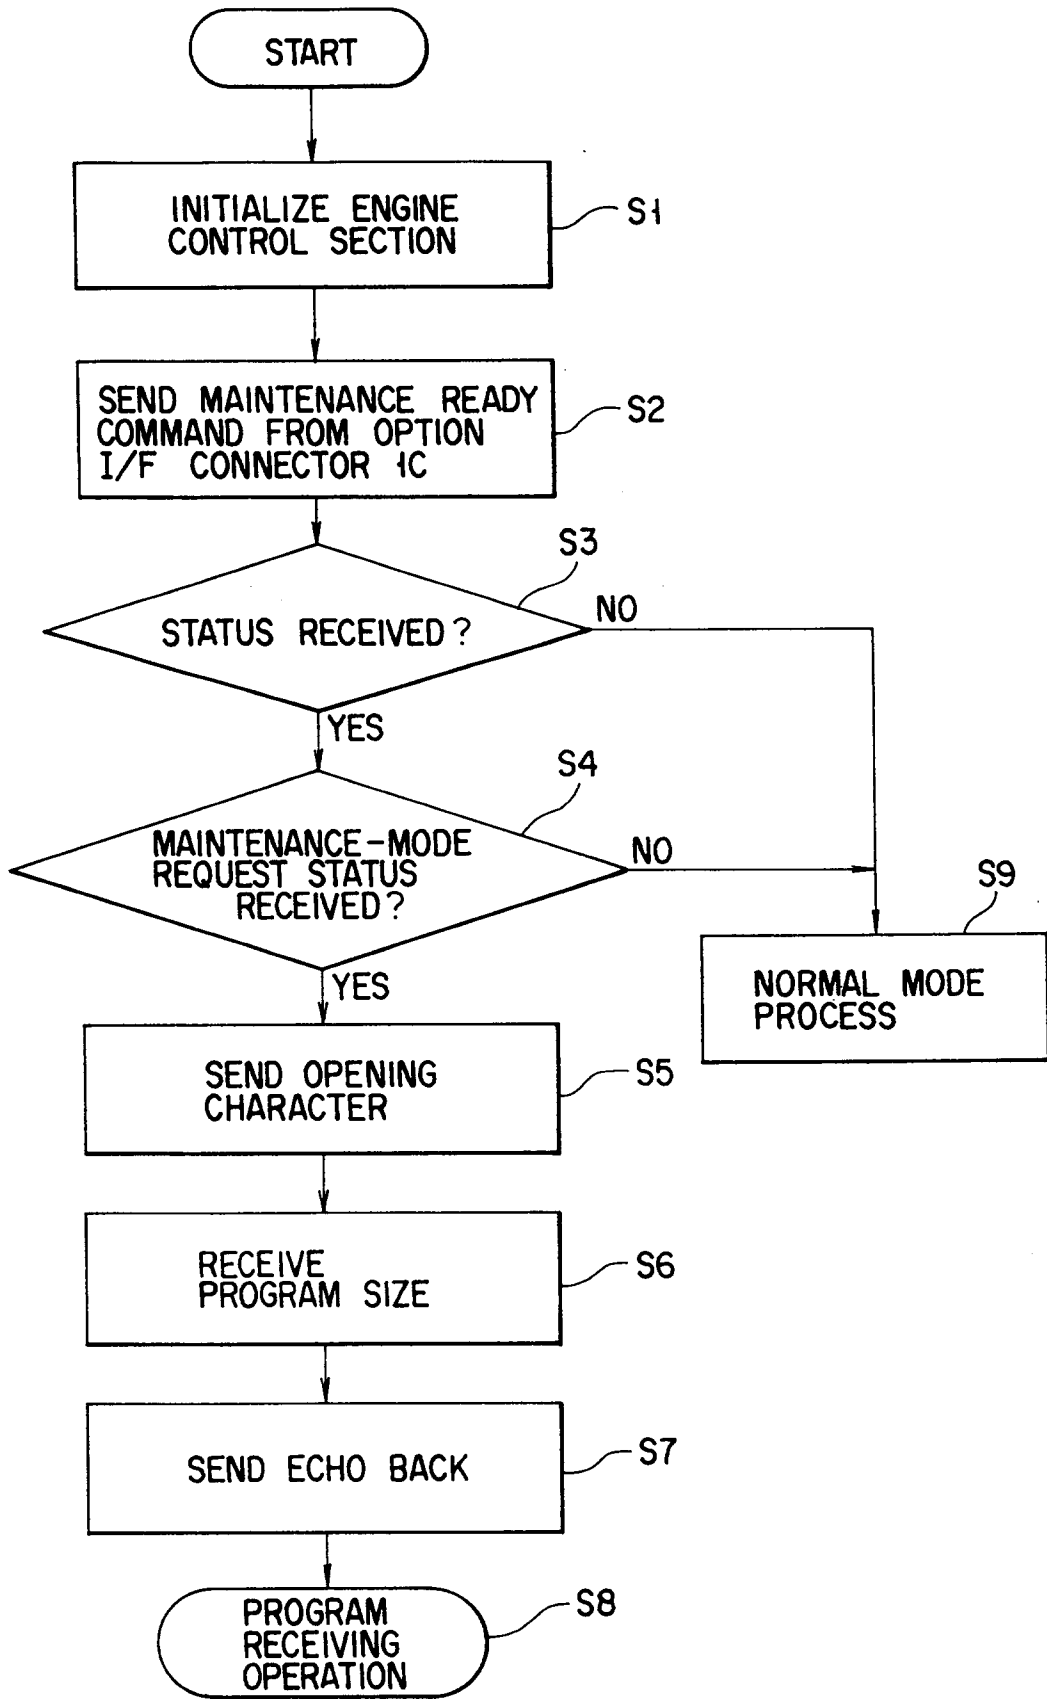 START
INITIALIZE ENGINE
CONTROL SECTION
S1
SEND MAINTENANCE READY
COMMAND FROM OPTION
I/F CONNECTOR 1C
S2
S3
STATUS RECEIVED?
NO
YES
S4
MAINTENANCE-MODE
REQUEST STATUS
RECEIVED?
NO
YES
S9
NORMAL MODE
PROCESS
SEND OPENING
CHARACTER
S5
RECEIVE
PROGRAM SIZE
S6
SEND ECHO BACK
S7
PROGRAM
RECEIVING
OPERATION
S8